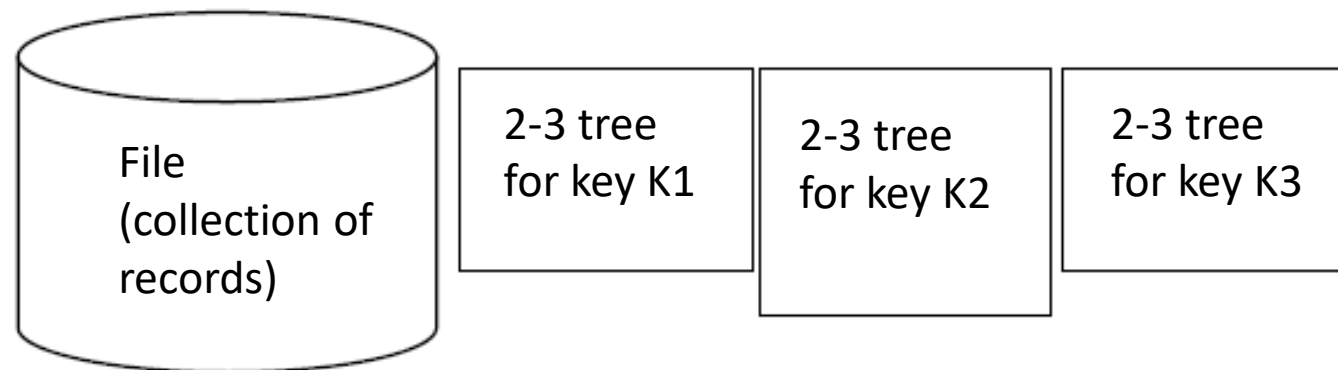 File
(collection of
records)
2-3 tree
for key K1
2-3 tree
for key K2
2-3 tree
for key K3